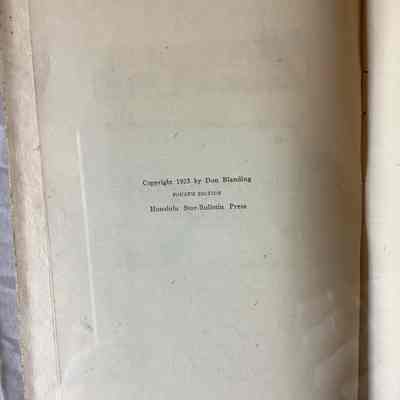 Copyright 1923 by Don Blanding
FOURTH EDITION
Honolulu Star-Bulletin Press